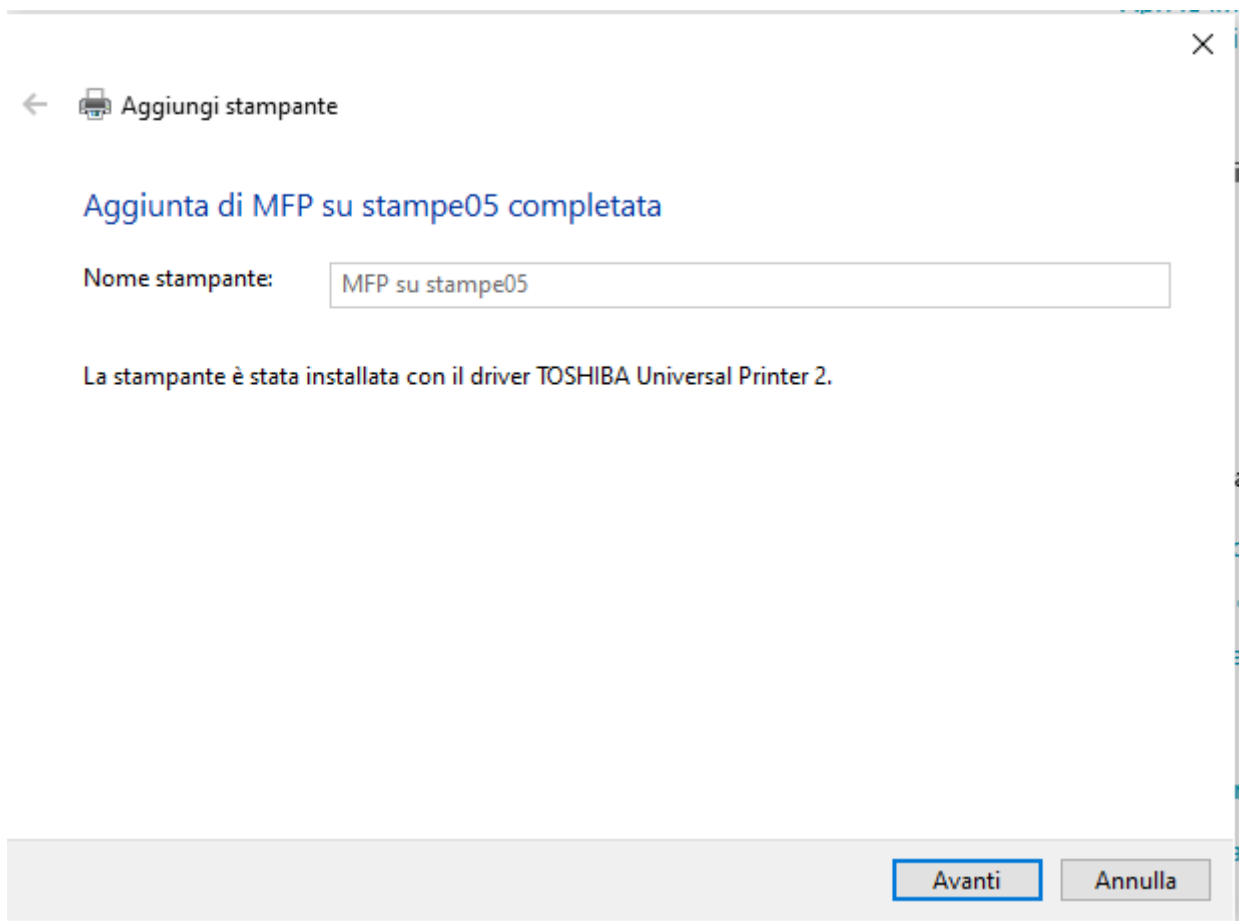 Aggiungi stampante
Aggiunta di MFP su stampe05 completata
Nome stampante:
MFP su stampe05
La stampante è stata installata con il driver TOSHIBA Universal Printer 2.
Avanti
Annulla